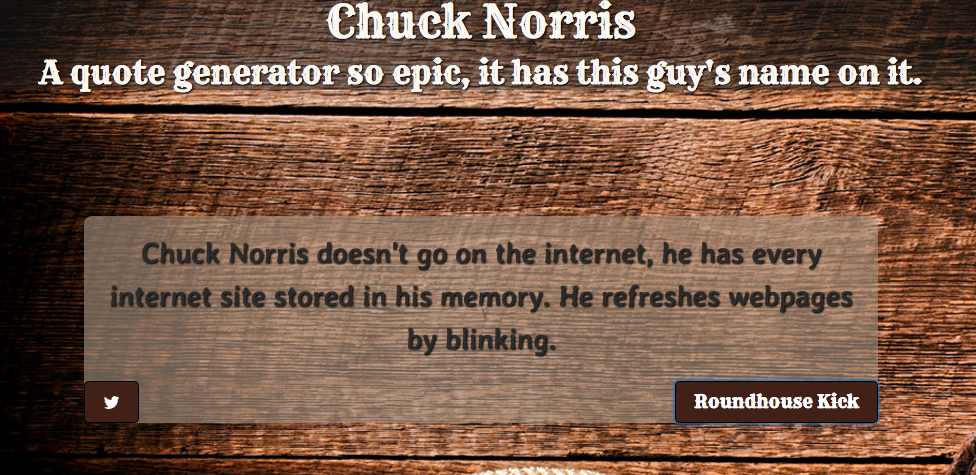 Chuck Norris
A quote generator so epic, it has this guy's name on it.
Chuck Norris doesn't go on the internet, he has every
internet site stored in his memory. He refreshes webpages
by blinking.
Roundhouse Kick